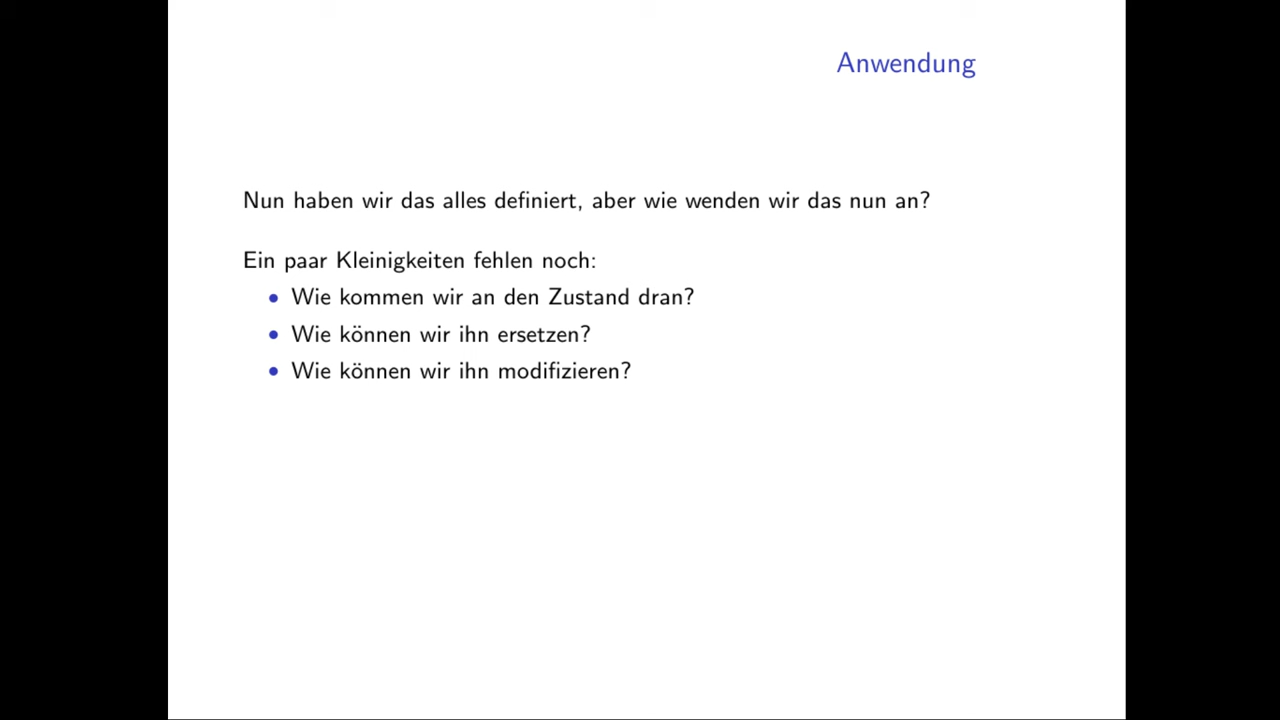 Anwendung
Nun haben wir das alles definiert, aber wie wenden wir das nun an?
Ein paar Kleinigkeiten fehlen noch:
• Wie kommen wir an den Zustand dran?
• Wie können wir ihn ersetzen?
• Wie können wir ihn modifizieren?